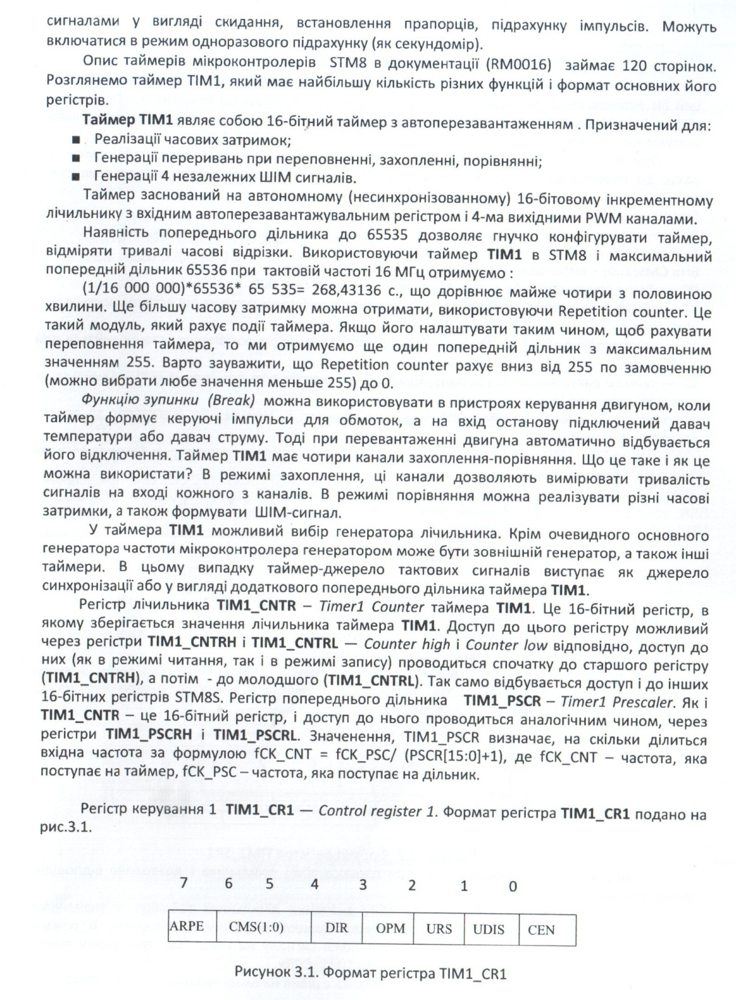 сигналами у вигляді скидання, встановлення прапорців, підрахунку імпульсів. Можуть
включатися в режим одноразового підрахунку (як секундомір).
Опис таймерів мікроконтролерів STM8 в документації (RM0016) займає 120 сторінок.
Розглянемо таймер TIM1, який має найбільшу кількість різних функцій і формат основних його
регістрів.
Таймер TIM1 являє собою 16-бітний таймер з автоперезавантаженням . Призначений для:
■ Реалізації часових затримок;
■ Генерації переривань при переповненні, захопленні, порівнянні;
■ Генерації 4 незалежних ШІМ сигналів.
Таймер заснований на автономному (несинхронізованному) 16-бітовому інкрементному
лічильнику з вхідним автоперезавантажувальним регістром і 4-ма вихідними PWM каналами.
Наявність попереднього дільника до 65535 дозволяє гнучко конфігурувати таймер,
відміряти тривалі часові відрізки. Використовуючи таймер TIM1 в STM8 і максимальний
попередній дільник 65536 при тактовій частоті 16 МГц отримуємо :
(1/16 000 000)*65536* 65 535= 268,43136 с., що дорівнює майже чотири з половиною
хвилини. Ще більшу часову затримку можна отримати, використовуючи Repetition counter. Це
такий модуль, який рахує події таймера. Якщо його налаштувати таким чином, щоб рахувати
переповнення таймера, то ми отримуємо ще один попередній дільник з максимальним
значенням 255. Варто зауважити, що Repetition counter рахує вниз від 255 по замовченню
(можно вибрати любе значення меньше 255) до 0.
Функцію зупинки (Break) можна використовувати в пристроях керування двигуном, коли
таймер формує керуючі імпульси для обмоток, а на вхід останову підключений давач
температури або давач струму. Тоді при перевантаженні двигуна автоматично відбувається
його відключення. Таймер TIM1 має чотири канали захоплення-порівняння. Що це таке і як це
можна використати? В режимі захоплення, ці канали дозволяють вимірювати тривалість
сигналів на вході кожного з каналів. В режимі порівняння можна реалізувати різні часові
затримки, а також формувати ШІМ-сигнал.
У таймера TIM1 можливий вибір генератора лічильника. Крім очевидного основного
генератора частоти мікроконтролера генератором може бути зовнішній генератор, а також інші
таймери. В цьому випадку таймер-джерело тактових сигналів виступає як джерело
синхронізації або у вигляді додаткового попереднього дільника таймера TIM1.
Регістр лічильника TIM1_CNTR – Timer1 Counter таймера TIM1. Це 16-бітний регістр, в
якому зберігається значення лічильника таймера TIM1. Доступ до цього регістру можливий
через регістри TIM1_CNTRH і TIM1_CNTRL — Counter high і Counter low відповідно, доступ до
них (як в режимі читання, так і в режимі запису) проводиться спочатку до старшого регістру
(TIM1_CNTRH), а потім - до молодшого (TIM1_CNTRL). Так само відбувається доступ і до інших
16-бітних регістрів STM8S. Регістр попереднього дільника TIM1_PSCR – Timer1 Prescaler. Як і
TIM1_CNTR – це 16-бітний регістр, і доступ до нього проводиться аналогічним чином, через
регістри TIM1_PSCRH і TIM1_PSCRL. Значенення, TIM1_PSCR визначає, на скільки ділиться
вхідна частота за формулою fCK_CNT = fCK_PSC/ (PSCR[15:0]+1), де fCK_CNT – частота, яка
поступає на таймер, fCK_PSC – частота, яка поступає на дільник.
Регістр керування 1 TIM1_CR1 — Control register 1. Формат регістра TIM1_CR1 подано на
рис.3.1.
7 6 5 4 3 2 1 0
ARPE CMS(1:0) DIR OPM URS UDIS CEN
Рисунок 3.1. Формат регістра TIM1_CR1